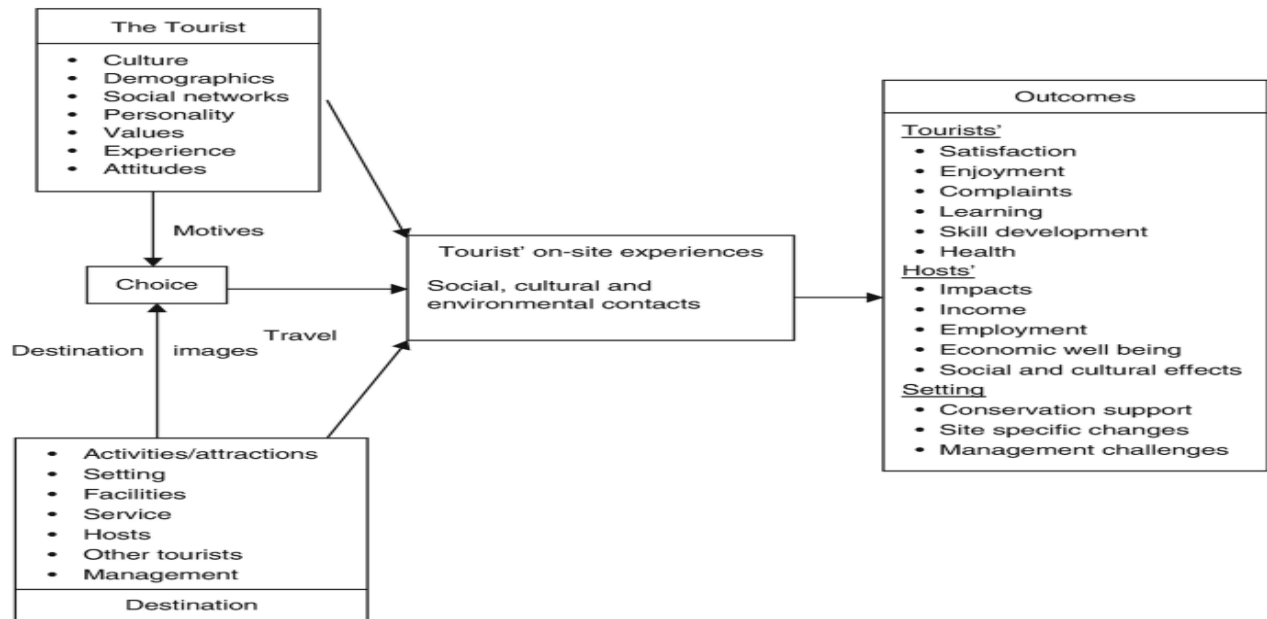 The Tourist
• Culture
• Demographics
• Social networks
• Personality
• Values
• Experience
• Attitudes
Motives
Choice
Travel
Destination images
• Activities/attractions
• Setting
• Facilities
• Service
• Hosts
• Other tourists
• Management
Destination
Tourist' on-site experiences
Social, cultural and
environmental contacts
Outcomes
Tourists'
• Satisfaction
• Enjoyment
• Complaints
• Learning
• Skill development
• Health
Hosts'
• Impacts
• Income
• Employment
• Economic well being
• Social and cultural effects
Setting
• Conservation support
• Site specific changes
• Management challenges